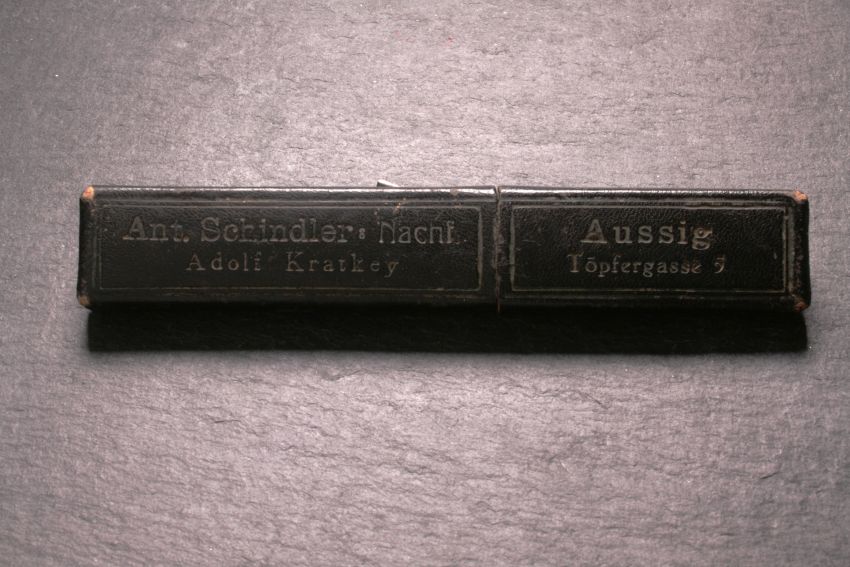 Ant. Schindler: Nachf.
Adolf Kratkey
Aussig
Töpfergasse 5